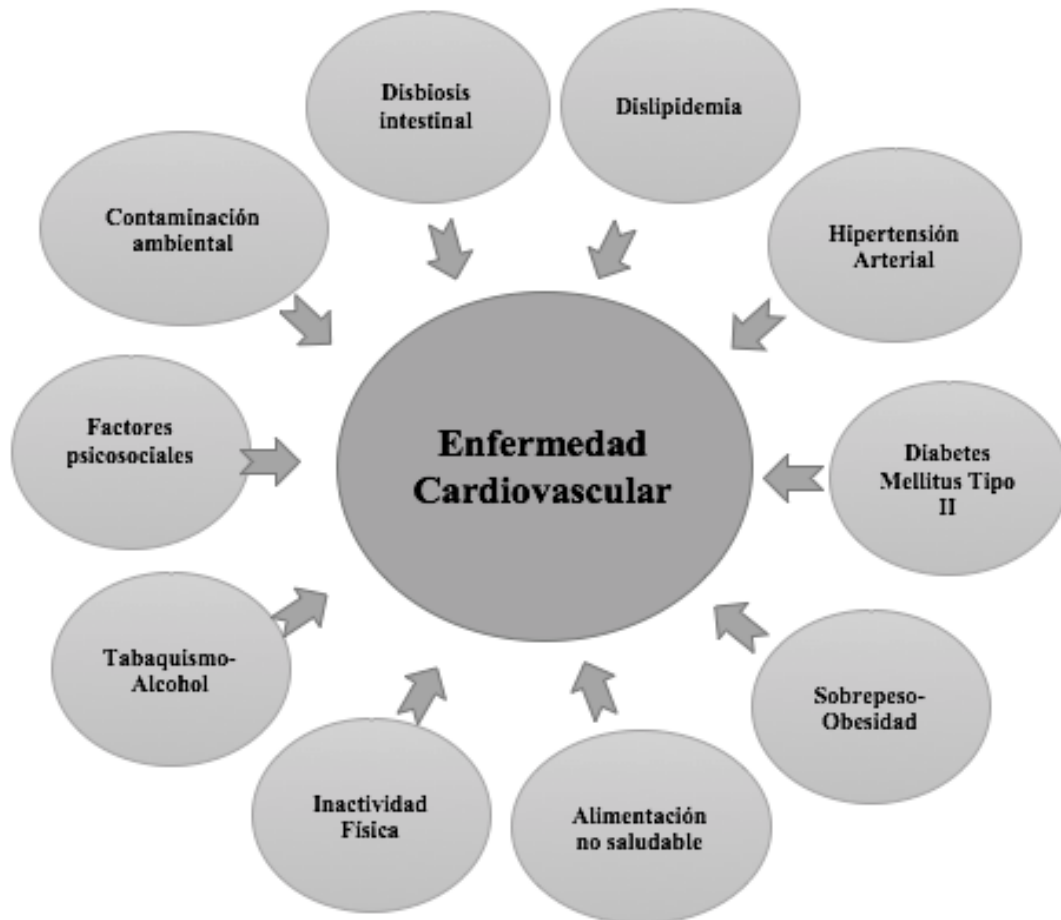 Disbiosis
intestinal
Dislipidemia
Hipertensión
Arterial
Diabetes
Mellitus Tipo
II
Sobrepeso-
Obesidad
Alimentación
no saludable
Inactividad
Física
Tabaquismo-
Alcohol
Factores
psicosociales
Contaminación
ambiental
Enfermedad
Cardiovascular